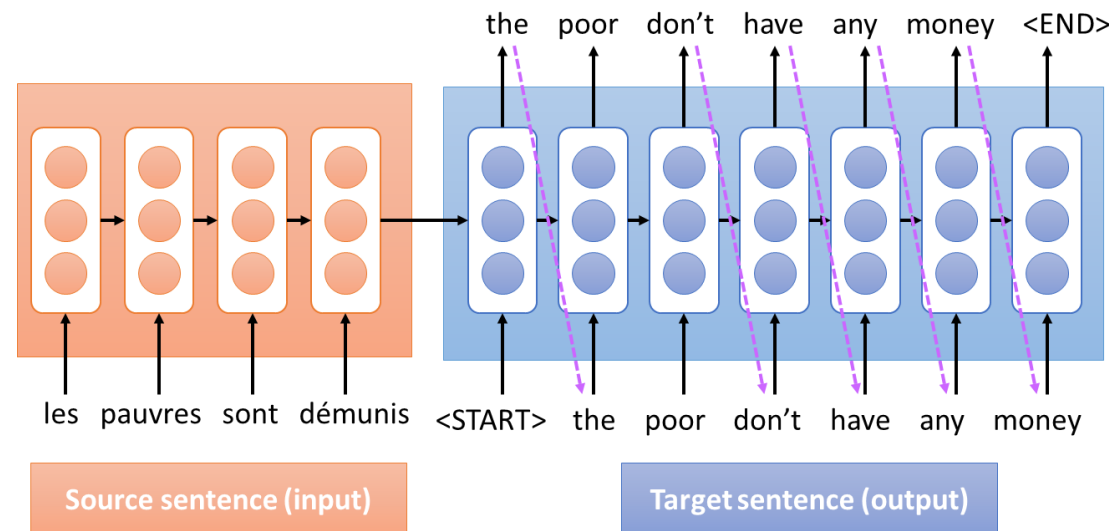 the poor don't have any money <END>
les pauvres sont démunis <START> the poor don't have any money
Source sentence (input) Target sentence (output)